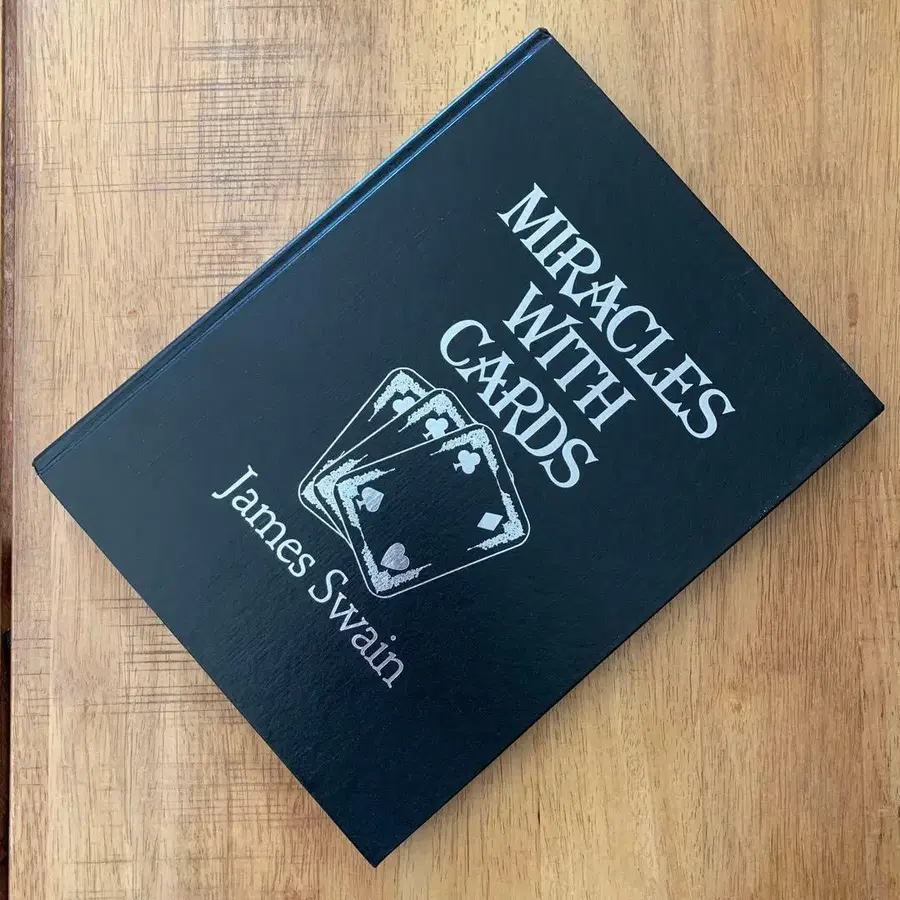 MIRACLES
WITH
CARDS
James Swain